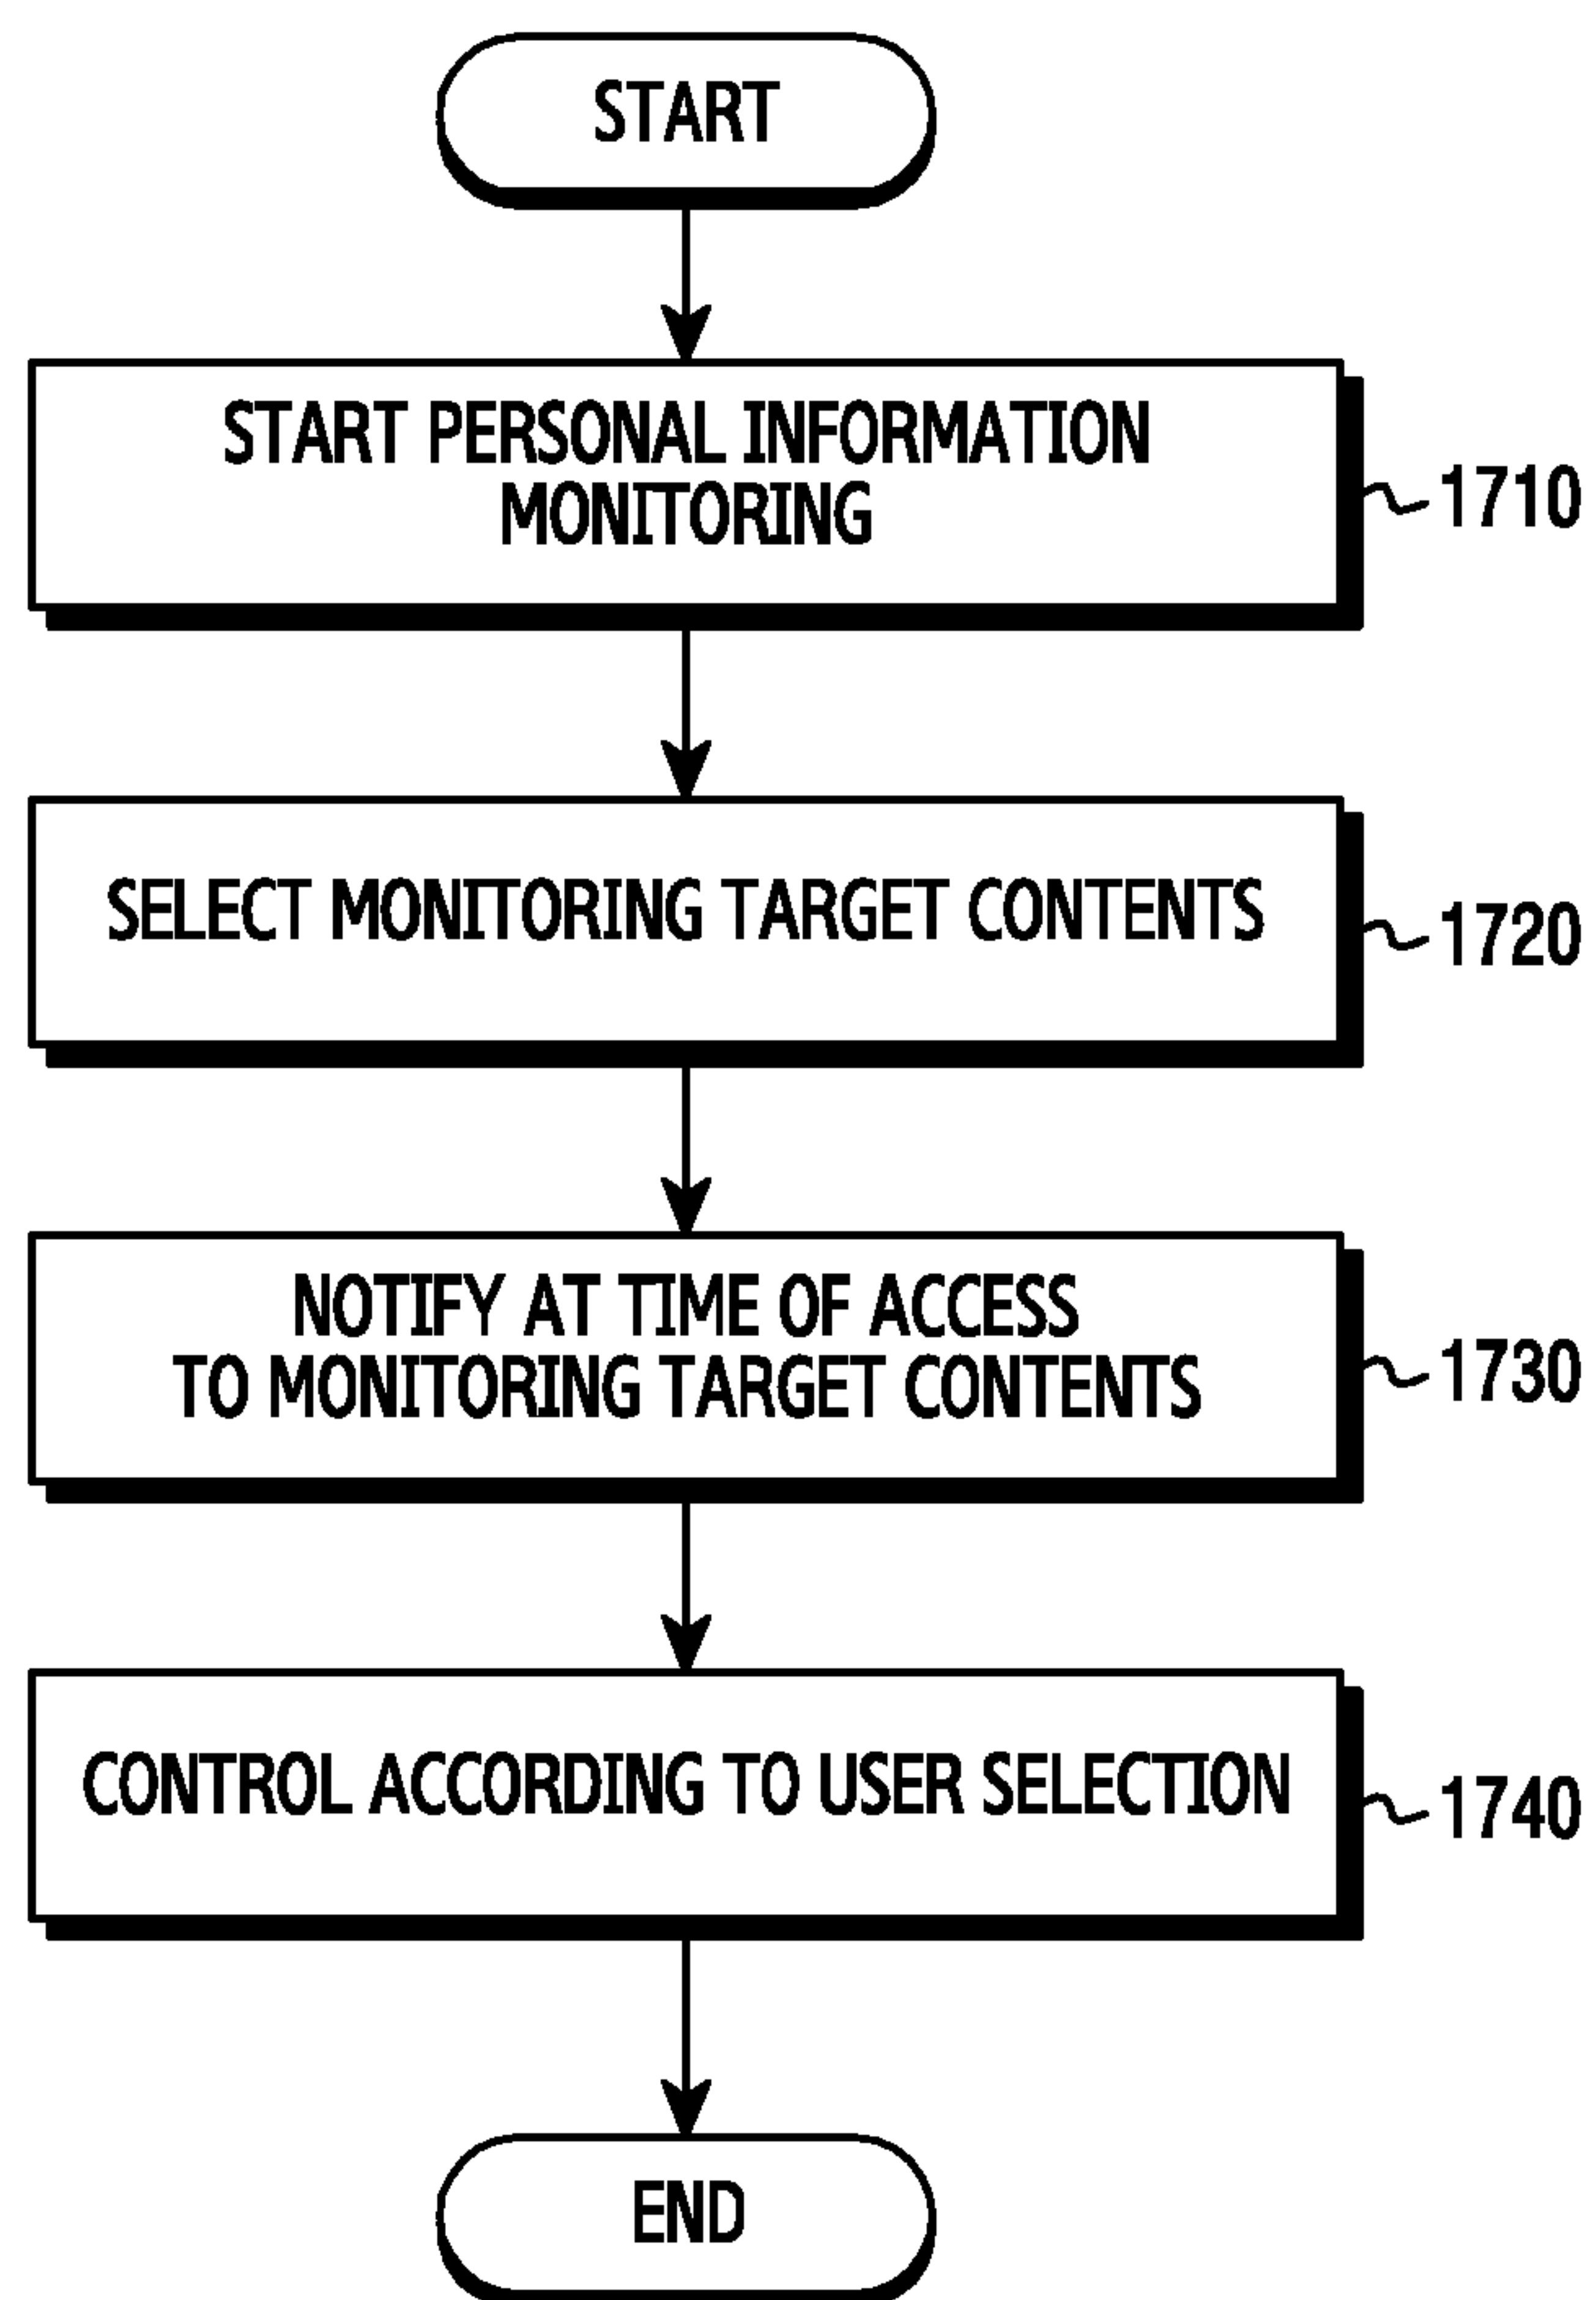 START
START PERSONAL INFORMATION
MONITORING
1710
SELECT MONITORING TARGET CONTENTS
1720
NOTIFY AT TIME OF ACCESS
TO MONITORING TARGET CONTENTS
1730
CONTROL ACCORDING TO USER SELECTION
1740
END